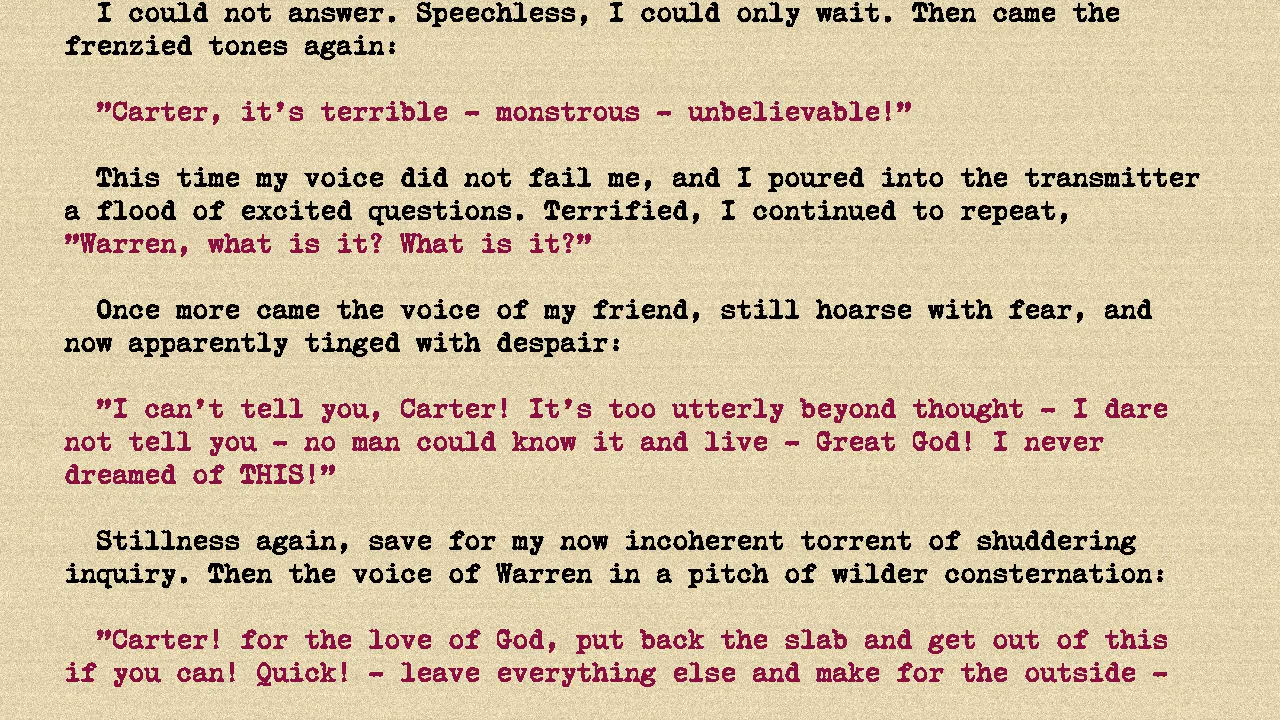 I could not answer. Speechless, I could only wait. Then came the
frenzied tones again:
”Carter, it’s terrible – monstrous – unbelievable!”
This time my voice did not fail me, and I poured into the transmitter
a flood of excited questions. Terrified, I continued to repeat,
”Warren, what is it? What is it?”
Once more came the voice of my friend, still hoarse with fear, and
now apparently tinged with despair:
”I can’t tell you, Carter! It’s too utterly beyond thought – I dare
not tell you – no man could know it and live – Great God! I never
dreamed of THIS!”
Stillness again, save for my now incoherent torrent of shuddering
inquiry. Then the voice of Warren in a pitch of wilder consternation:
”Carter! for the love of God, put back the slab and get out of this
if you can! Quick! – leave everything else and make for the outside –